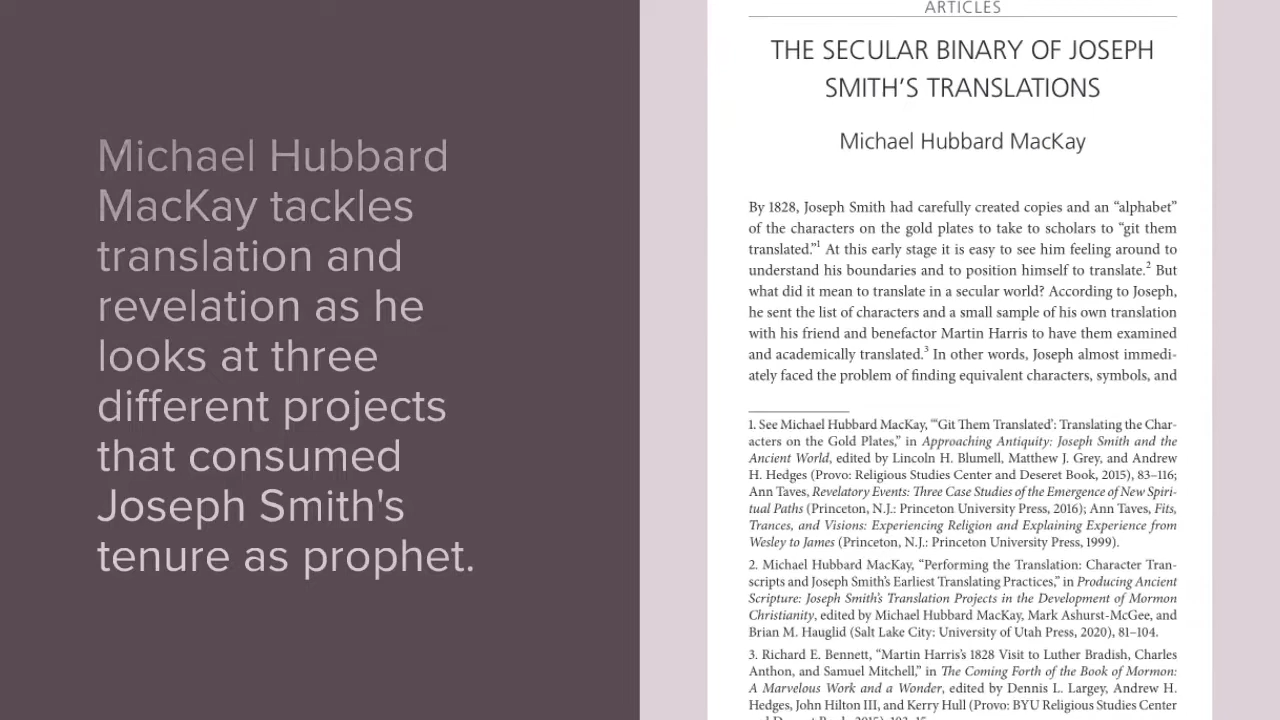 Michael Hubbard
MacKay tackles
translation and
revelation as he
looks at three
different projects
that consumed
Joseph Smith's
tenure as prophet.
ARTICLES
THE SECULAR BINARY OF JOSEPH
SMITH’S TRANSLATIONS
Michael Hubbard MacKay
By 1828, Joseph Smith had carefully created copies and an “alphabet”
of the characters on the gold plates to take to scholars to “git them
translated.”1 At this early stage it is easy to see him feeling around to
understand his boundaries and to position himself to translate.2 But
what did it mean to translate in a secular world? According to Joseph,
he sent the list of characters and a small sample of his own translation
with his friend and benefactor Martin Harris to have them examined
and academically translated.3 In other words, Joseph almost immedi-
ately faced the problem of finding equivalent characters, symbols, and
1. See Michael Hubbard MacKay, “‘Git Them Translated’: Translating the Char-
acters on the Gold Plates,” in Approaching Antiquity: Joseph Smith and the
Ancient World, edited by Lincoln H. Blumell, Matthew J. Grey, and Andrew
H. Hedges (Provo: Religious Studies Center and Deseret Book, 2015), 83–116;
Ann Taves, Revelatory Events: Three Case Studies of the Emergence of New Spiri-
tual Paths (Princeton, N.J.: Princeton University Press, 2016); Ann Taves, Fits,
Trances, and Visions: Experiencing Religion and Explaining Experience from
Wesley to James (Princeton, N.J.: Princeton University Press, 1999).
2. Michael Hubbard MacKay, “Performing the Translation: Character Tran-
scripts and Joseph Smith’s Earliest Translating Practices,” in Producing Ancient
Scripture: Joseph Smith’s Translation Projects in the Development of Mormon
Christianity, edited by Michael Hubbard MacKay, Mark Ashurst-McGee, and
Brian M. Hauglid (Salt Lake City: University of Utah Press, 2020), 81–104.
3. Richard E. Bennett, “Martin Harris’s 1828 Visit to Luther Bradish, Charles
Anthon, and Samuel Mitchell,” in The Coming Forth of the Book of Mormon:
A Marvelous Work and a Wonder, edited by Dennis L. Largey, Andrew H.
Hedges, John Hilton III, and Kerry Hull (Provo: BYU Religious Studies Center